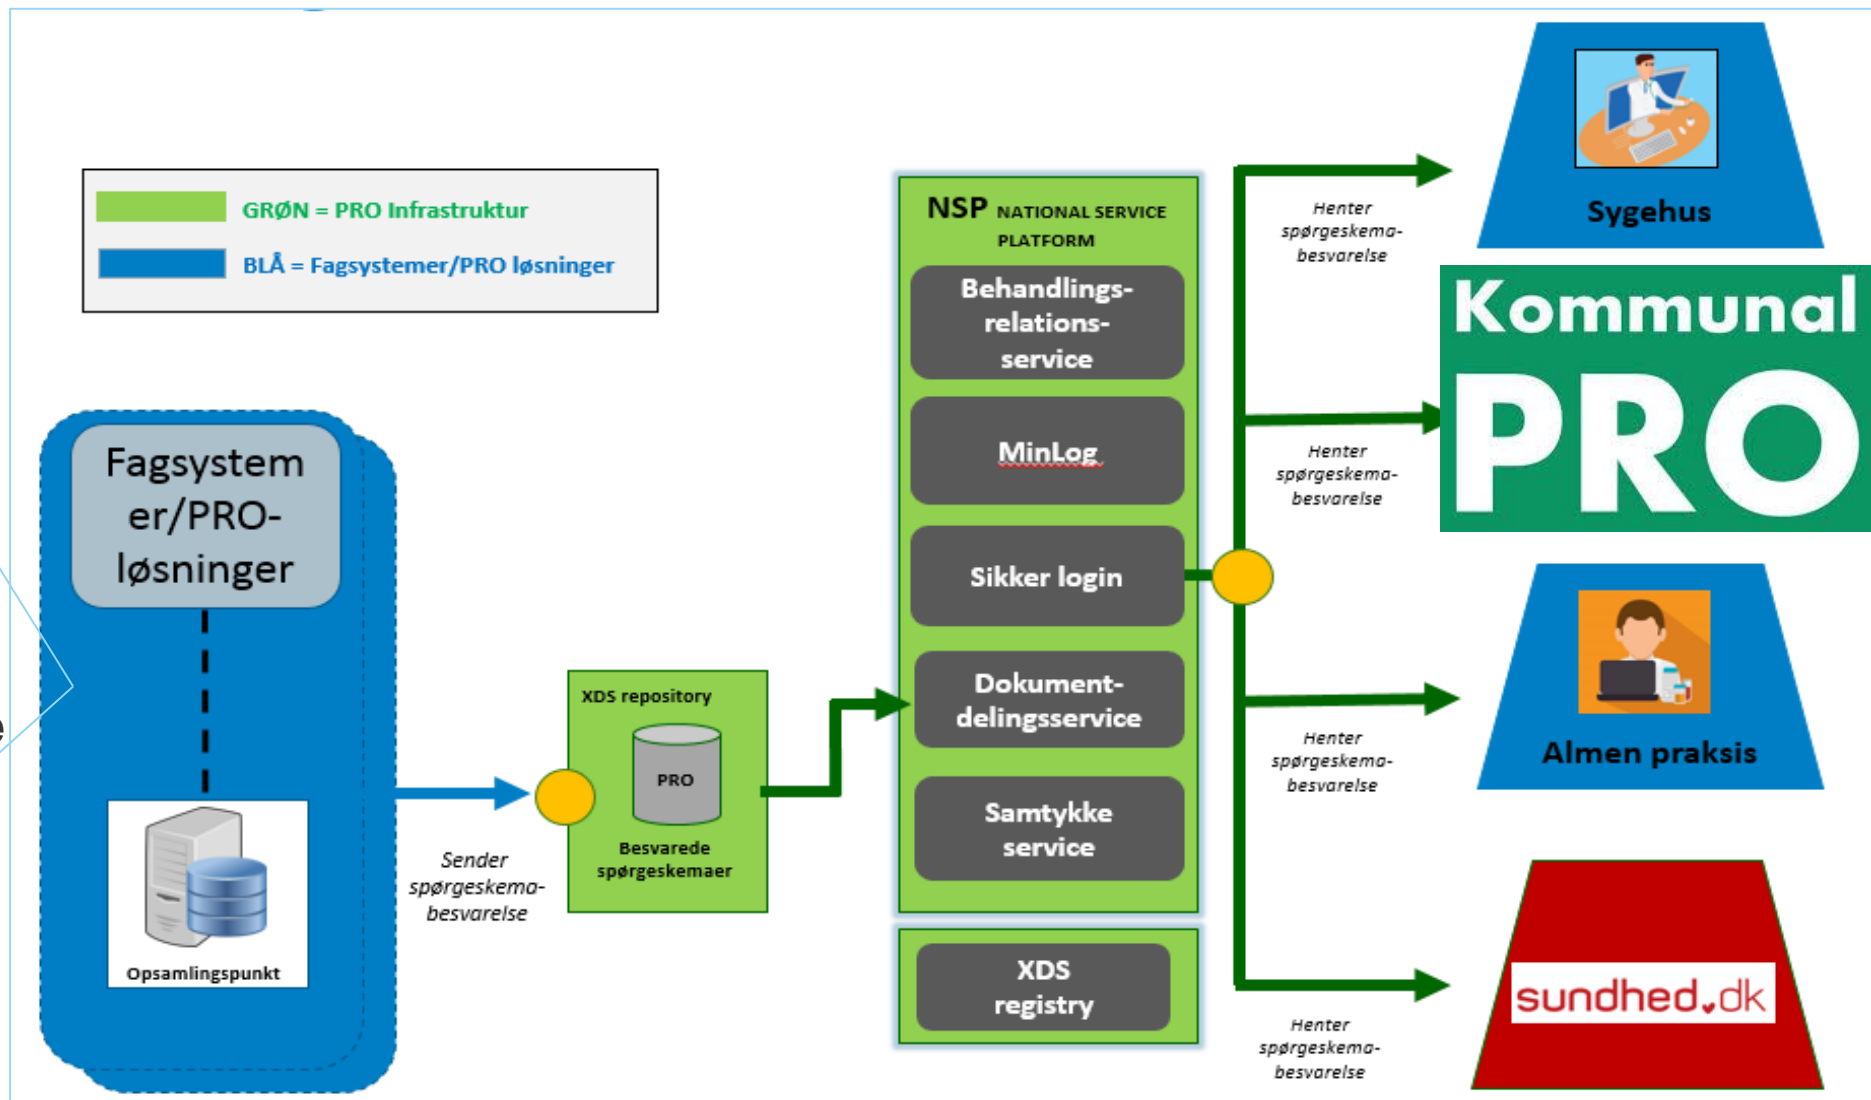 GRØN = PRO Infrastruktur
BLÅ = Fagsystemer/PRO løsninger
Fagsystem
er/PRO-
løsninger
Opsamlingspunkt
e
Sender
spørgeskema-
besvarelse
XDS repository
PRO
Besvarede
spørgeskemaer
NSP NATIONAL SERVICE
PLATFORM
Behandlings-
relations-
service
MinLog
Sikker login
Dokument-
delingsservice
Samtykke
service
XDS
registry
Henter
spørgeskema-
besvarelse
Sygehus
Henter
spørgeskema-
besvarelse
Kommunal
PRO
Henter
spørgeskema-
besvarelse
Almen praksis
Henter
spørgeskema-
besvarelse
sundhed.dk